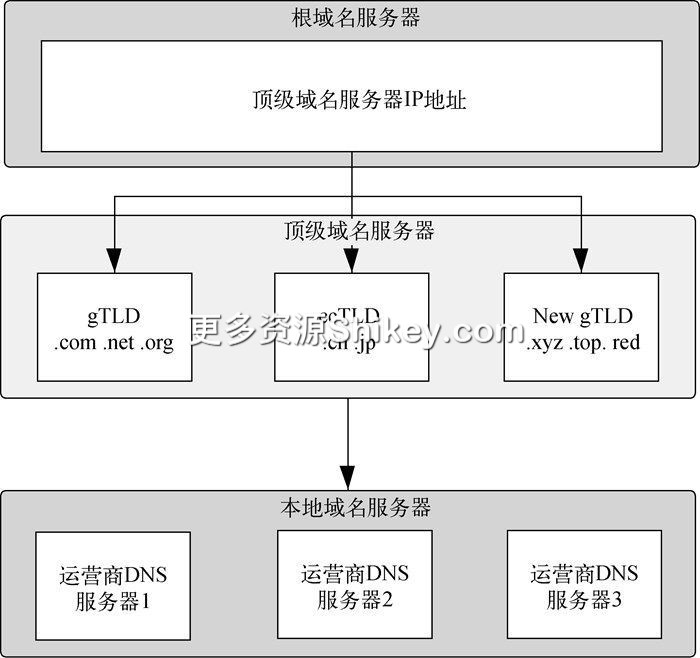 根域名服务器
顶级域名服务器IP地址
顶级域名服务器
gTLD
.com .net .org
ccTLD
.cn .jp
New gTLD
.xyz .top. red
更多资源Shikey.com
本地域名服务器
运营商DNS
服务器1
运营商DNS
服务器2
运营商DNS
服务器3